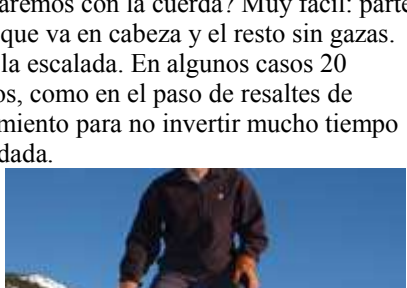 aremos con la cuerda? Muy fácil: parte
que va en cabeza y el resto sin gazas.
la escalada. En algunos casos 20
os, como en el paso de resaltes de
miento para no invertir mucho tiempo
dada.